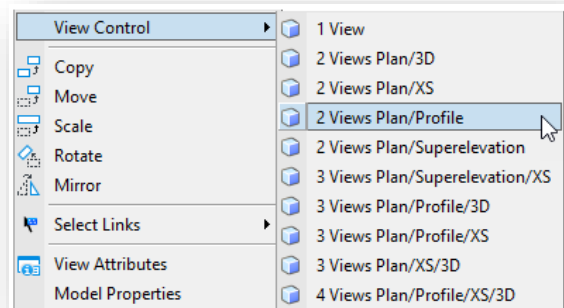 View Control
Copy
Move
Scale
Rotate
Mirror
Select Links
View Attributes
Model Properties
1 View
2 Views Plan/3D
2 Views Plan/XS
2 Views Plan/Profile
2 Views Plan/Superelevation
3 Views Plan/Superelevation/XS
3 Views Plan/Profile/3D
3 Views Plan/Profile/XS
3 Views Plan/XS/3D
4 Views Plan/Profile/XS/3D